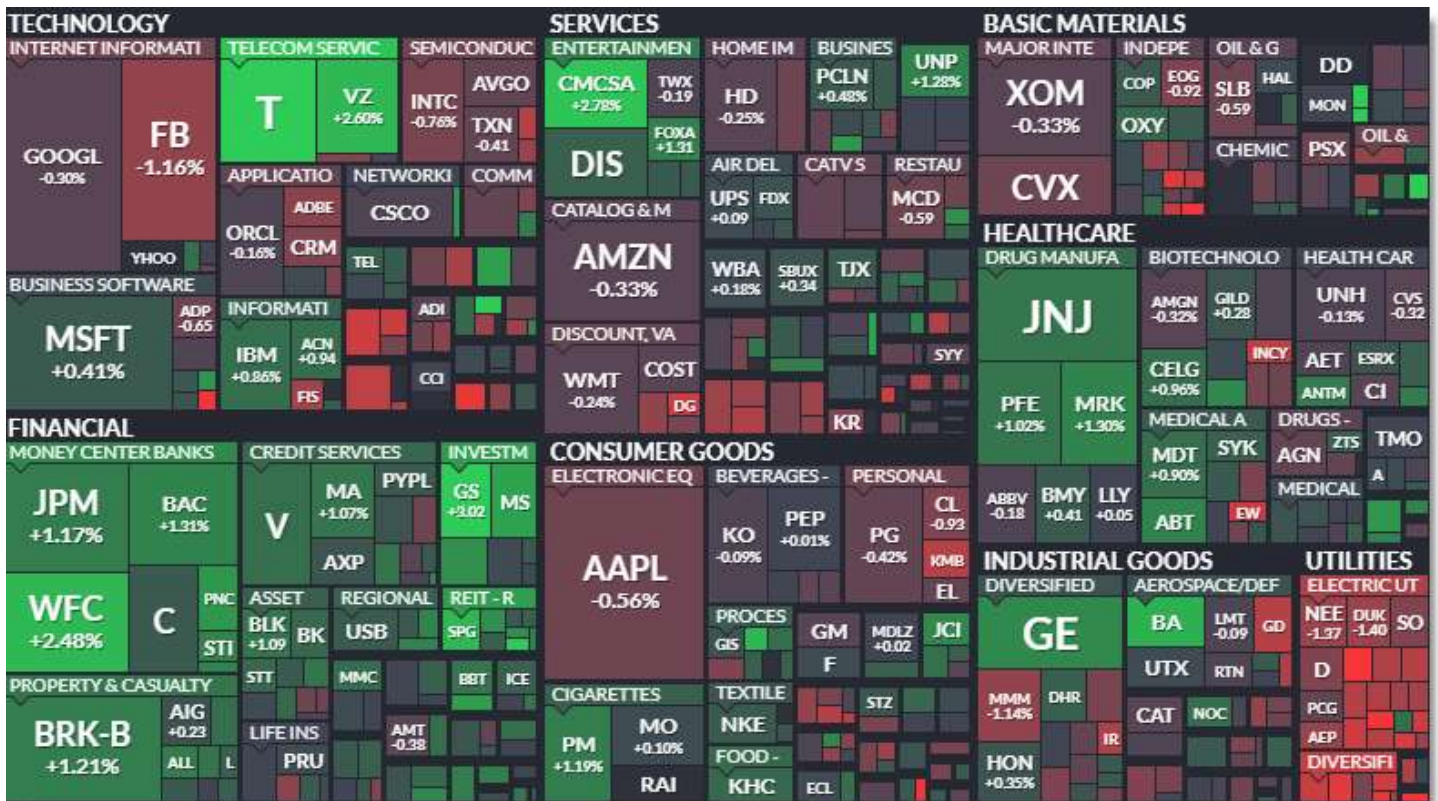 TECHNOLOGY
INTERNET INFORMATI
GOOGL
-0.30%
FB
-1.16%
YHOO
TELECOM SERVIC
T
VZ
+2.60%
SEMICONDUC
INTC
-0.76%
AVGO
TXN
-0.41
APPLICATIO
ORCL
-0.16%
ADBE
CRM
NETWORKI
CSCO
COMM
TEL
BUSINESS SOFTWARE
MSFT
+0.41%
ADP
-0.65
INFORMATI
IBM
+0.86%
ACN
+0.94
FIS
ADI
CCI
SERVICES
ENTERTAINMEN
CMCSA
+2.78%
TWX
-0.19
FOXA
+1.31
DIS
HOME IM
HD
-0.25%
BUSINES
PCLN
+0.48%
UNP
+1.28%
AIR DEL
UPS
+0.09
FDX
CATV S
RESTAU
MCD
-0.59
CATALOG & M
AMZN
-0.33%
WBA
+0.18%
SBUX
+0.34
TJX
DISCOUNT, VA
WMT
-0.24%
COST
DG
SYY
KR
BASIC MATERIALS
MAJOR INTE
XOM
-0.33%
CVX
INDEPE
COP
EOG
-0.92
OXY
OIL & G
SLB
-0.59
HAL
DD
MON
CHEMIC
PSX
OIL &
HEALTHCARE
DRUG MANUFA
JNJ
PFE
+1.02%
MRK
+1.30%
ABBV
-0.18
BMY
+0.41
LLY
+0.05
BIOTECHNOLO
AMGN
-0.32%
GILD
+0.28
CELG
+0.96%
INCY
HEALTH CAR
UNH
-0.13%
CVS
-0.32
AET
ESRX
ANTM
CI
MEDICAL A
MDT
+0.90%
SYK
ABT
EW
DRUGS -
AGN
ZTS
TMO
A
MEDICAL
FINANCIAL
MONEY CENTER BANKS
JPM
+1.17%
BAC
+1.31%
WFC
+2.48%
C
PNC
STI
CREDIT SERVICES
V
MA
+1.07%
PYPL
AXP
INVESTM
GS
+3.02
MS
ASSET
BLK
+1.09
BK
STT
REGIONAL
USB
REIT - R
SPG
MMC
BBT
ICE
PROPERTY & CASUALTY
BRK-B
+1.21%
AIG
+0.23
ALL
L
LIFE INS
PRU
AMT
-0.38
CONSUMER GOODS
ELECTRONIC EQ
AAPL
-0.56%
BEVERAGES -
KO
-0.09%
PEP
+0.01%
PERSONAL
PG
-0.42%
CL
-0.93
KMB
EL
PROCES
GIS
GM
F
MDLZ
+0.02
JCI
CIGARETTES
PM
+1.19%
MO
+0.10%
RAI
TEXTILE
NKE
FOOD -
KHC
STZ
ECL
INDUSTRIAL GOODS
DIVERSIFIED
GE
MMM
-1.14%
DHR
IR
HON
+0.35%
AEROSPACE/DEF
BA
LMT
-0.09
GD
UTX
RTN
CAT
NOC
UTILITIES
ELECTRIC UT
NEE
-1.37
DUK
-1.40
SO
D
PCG
AEP
DIVERSIFI